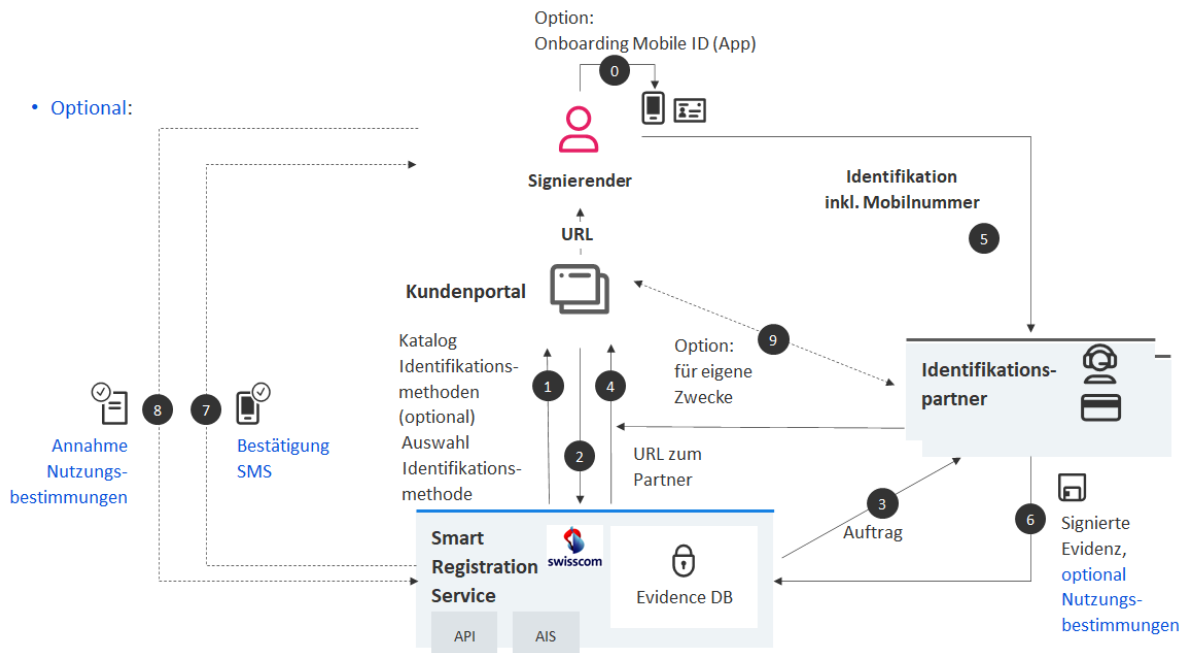 Option:
Onboarding Mobile ID (App)
0
• Optional:
Signierender
Identifikation
inkl. Mobilnummer
5
URL
Kundenportal
Katalog
Identifikations-
methoden
(optional)
Auswahl
Identifikations-
methode
1
2
4
Option:
für eigene
Zwecke
9
Identifikations-
partner
8
7
Annahme
Nutzungs-
bestimmungen
Bestätigung
SMS
URL zum
Partner
3
Auftrag
6
Signierte
Evidenz,
optional
Nutzungs-
bestimmungen
Smart
Registration
Service
swisscom
Evidence DB
API
AIS